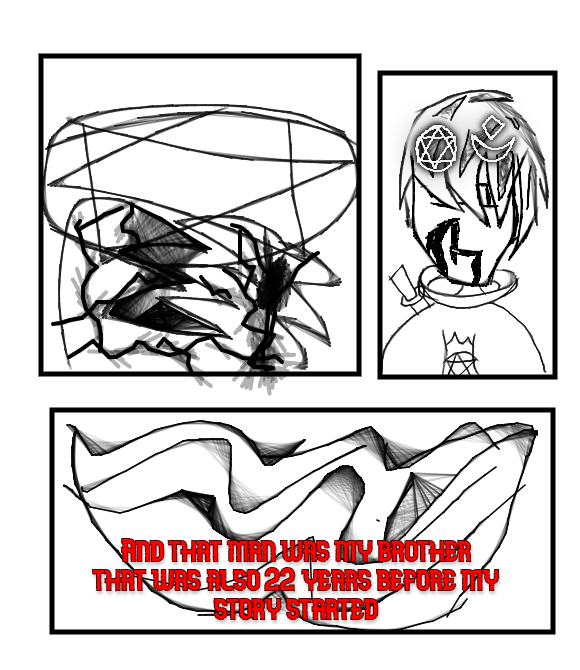 And that man was my brother
that was also 22 years before my
story started